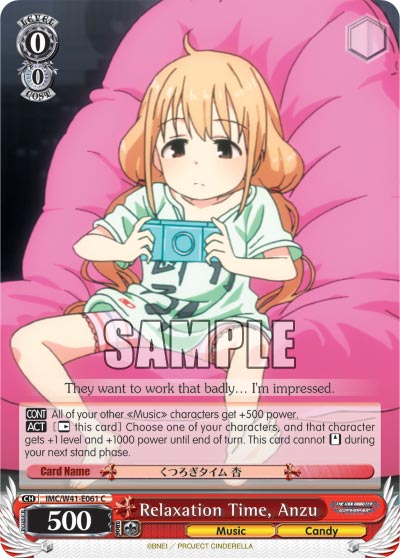 LEVEL
0
0
COST
SAMPLE
They want to work that badly... I'm impressed.
CONT All of your other «Music» characters get +500 power.
ACT [ this card] Choose one of your characters, and that character
gets +1 level and +1000 power until end of turn. This card cannot during
your next stand phase.
Card Name くつろぎタイム 杏
CH IMC/W41-E061 C
500
Relaxation Time, Anzu
Music Candy
©BNEI / PROJECT CINDERELLA